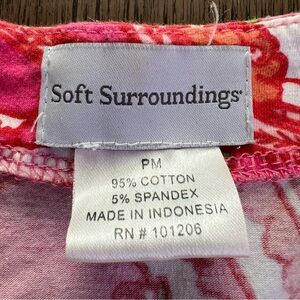 Soft Surroundings
PM
95% COTTON
5% SPANDEX
MADE IN INDONESIA
RN # 101206